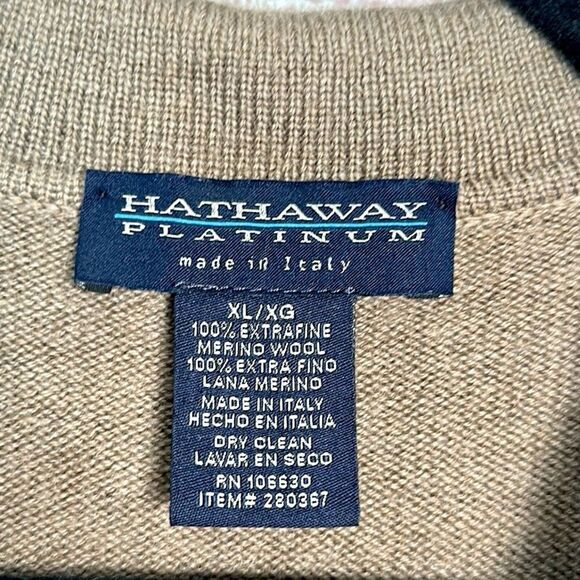 HATHAWAY
PLATINUM
made in Italy
XL/XG
100% EXTRAFINE
MERINO WOOL
100% EXTRA FINO
LANA MERINO
MADE IN ITALY
HECHO EN ITALIA
DRY CLEAN
LAVAR EN SECO
RN 106630
ITEM# 280367